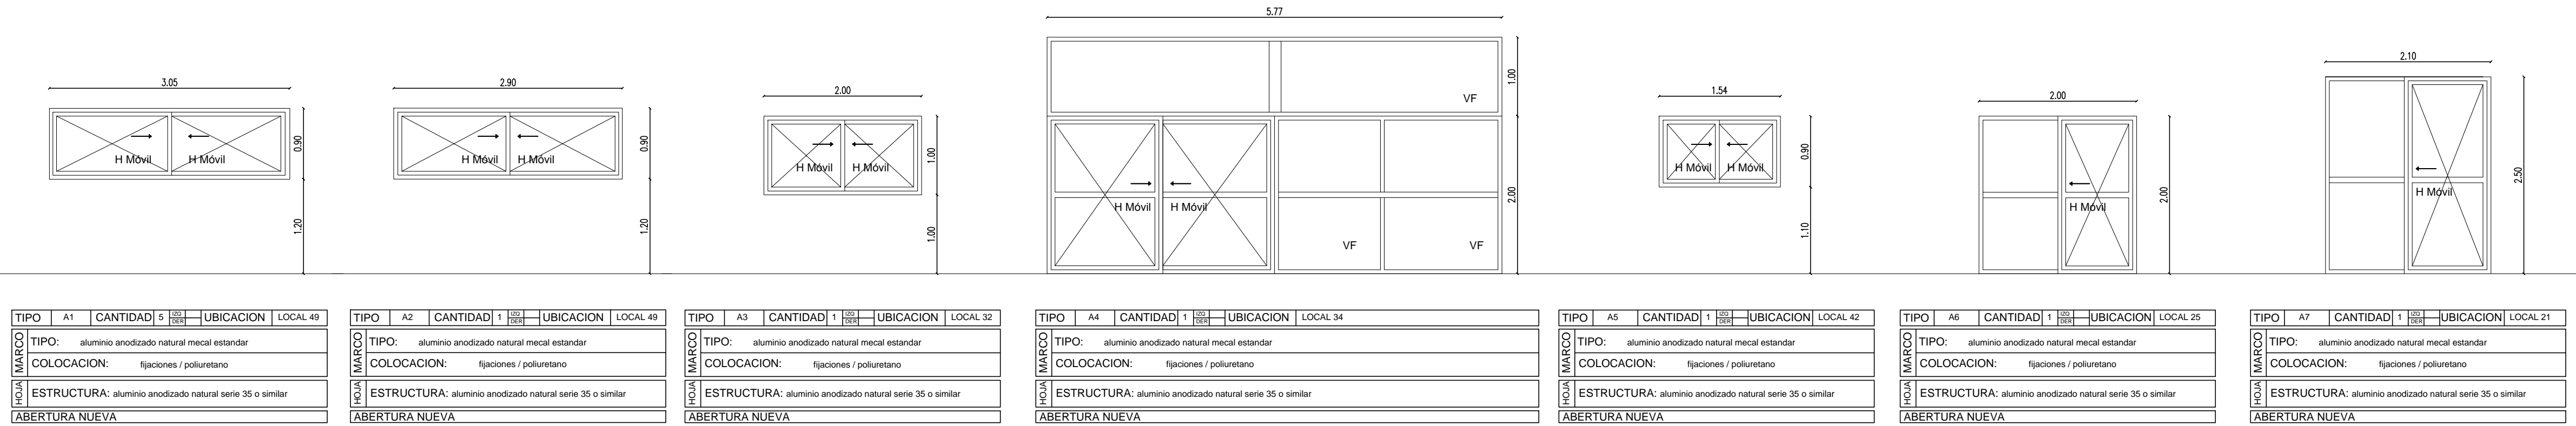 3.05
H Móvil H Móvil
0.90
1.20
TIPO A1 CANTIDAD 5 IZQ DER UBICACION LOCAL 49
MARCO
TIPO: aluminio anodizado natural mecal estandar
COLOCACION: fijaciones / poliuretano
HOJA
ESTRUCTURA: aluminio anodizado natural serie 35 o similar
ABERTURA NUEVA
2.90
H Móvil H Móvil
0.90
1.20
TIPO A2 CANTIDAD 1 IZQ DER UBICACION LOCAL 49
MARCO
TIPO: aluminio anodizado natural mecal estandar
COLOCACION: fijaciones / poliuretano
HOJA
ESTRUCTURA: aluminio anodizado natural serie 35 o similar
ABERTURA NUEVA
2.00
H Móvil H Móvil
1.00
1.00
TIPO A3 CANTIDAD 1 IZQ DER UBICACION LOCAL 32
MARCO
TIPO: aluminio anodizado natural mecal estandar
COLOCACION: fijaciones / poliuretano
HOJA
ESTRUCTURA: aluminio anodizado natural serie 35 o similar
ABERTURA NUEVA
5.77
1.00
VF
H Móvil H Móvil
2.00
VF VF
TIPO A4 CANTIDAD 1 IZQ DER UBICACION LOCAL 34
MARCO
TIPO: aluminio anodizado natural mecal estandar
COLOCACION: fijaciones / poliuretano
HOJA
ESTRUCTURA: aluminio anodizado natural serie 35 o similar
ABERTURA NUEVA
1.54
H Móvil H Móvil
0.90
1.10
TIPO A5 CANTIDAD 1 IZQ DER UBICACION LOCAL 42
MARCO
TIPO: aluminio anodizado natural mecal estandar
COLOCACION: fijaciones / poliuretano
HOJA
ESTRUCTURA: aluminio anodizado natural serie 35 o similar
ABERTURA NUEVA
2.00
H Móvil
2.00
TIPO A6 CANTIDAD 1 IZQ DER UBICACION LOCAL 25
MARCO
TIPO: aluminio anodizado natural mecal estandar
COLOCACION: fijaciones / poliuretano
HOJA
ESTRUCTURA: aluminio anodizado natural serie 35 o similar
ABERTURA NUEVA
2.10
H Móvil
2.50
TIPO A7 CANTIDAD 1 IZQ DER UBICACION LOCAL 21
MARCO
TIPO: aluminio anodizado natural mecal estandar
COLOCACION: fijaciones / poliuretano
HOJA
ESTRUCTURA: aluminio anodizado natural serie 35 o similar
ABERTURA NUEVA